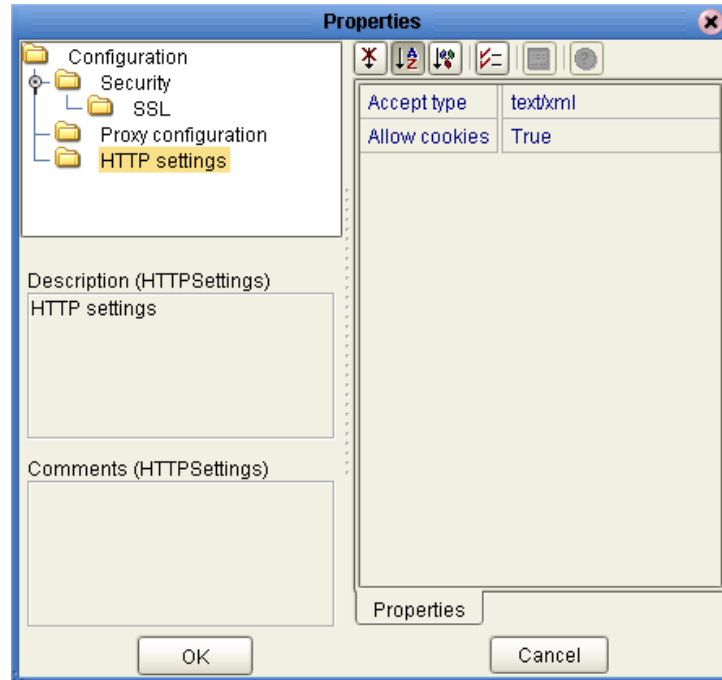 Properties
Configuration
Security
SSL
Proxy configuration
HTTP settings
Description (HTTPSettings)
HTTP settings
Comments (HTTPSettings)
Accept type text/xml
Allow cookies True
Properties
OK
Cancel